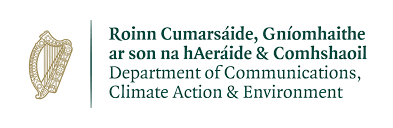 Roinn Cumarsáide, Gníomhaithe
ar son na hAeráide & Comhshaoil
Department of Communications,
Climate Action & Environment